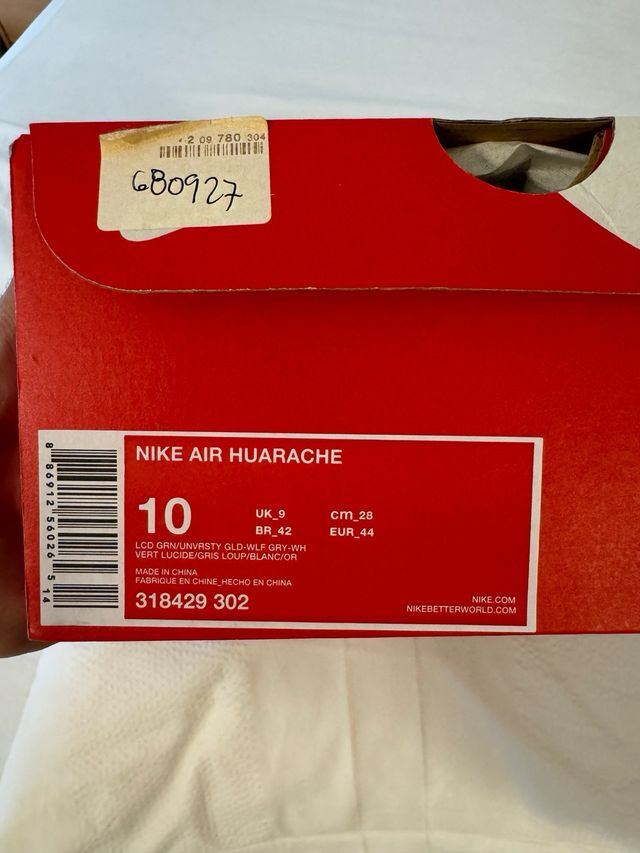 2 09 780 304
680927
NIKE AIR HUARACHE
10
UK_9 cm_28
BR_42 EUR_44
LCD GRN/UNVRSTY GLD-WLF GRY-WH
VERT LUCIDE/GRIS LOUP/BLANC/OR
MADE IN CHINA
FABRIQUE EN CHINE_HECHO EN CHINA
318429 302
NIKE.COM
NIKEBETTERWORLD.COM
8 86912 56026 5 14